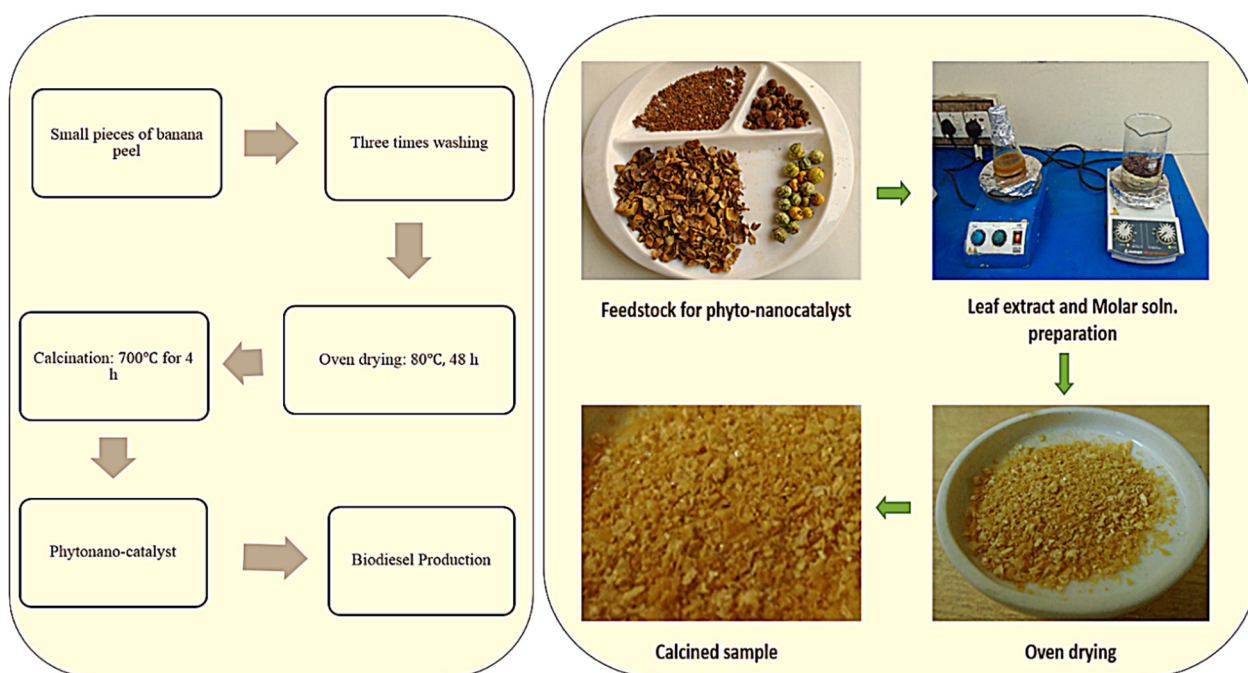 Small pieces of banana
peel
Three times washing
Calcination: 700°C for 4
h
Oven drying: 80°C, 48 h
Phytonano-catalyst
Biodiesel Production
Feedstock for phyto-nanocatalyst
Leaf extract and Molar soln.
preparation
Calcined sample
Oven drying